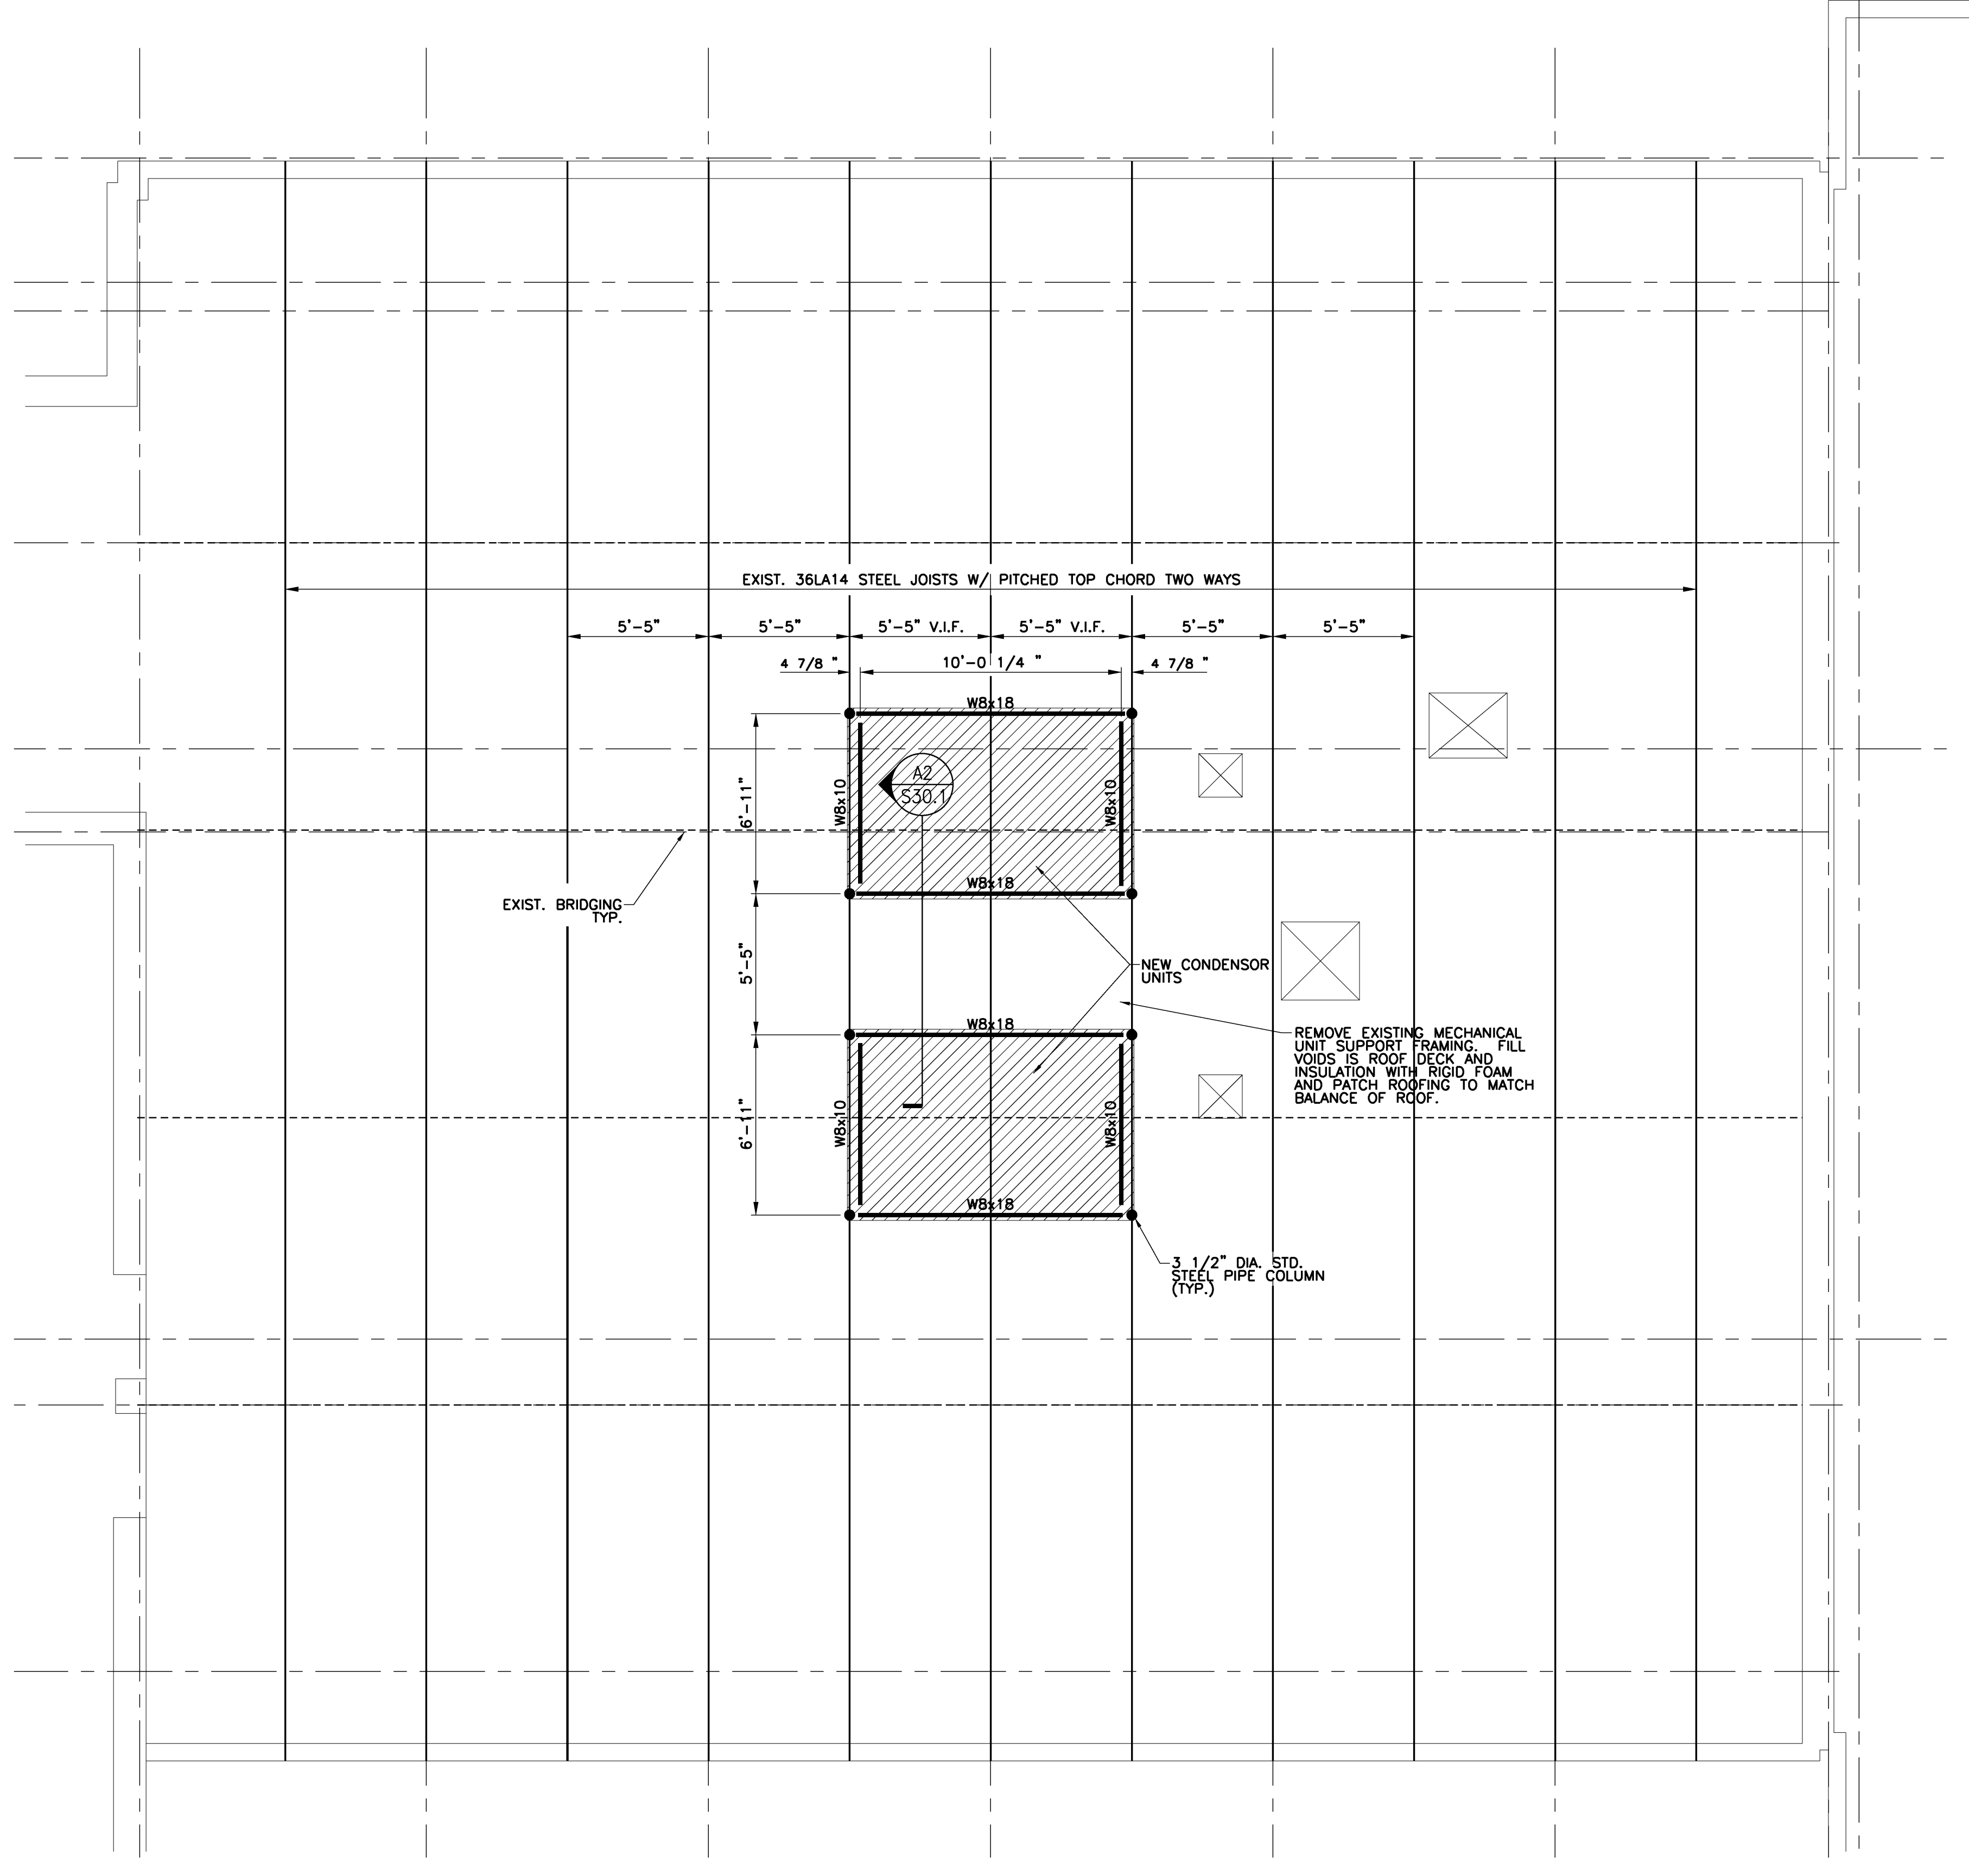 EXIST. 36LA14 STEEL JOISTS W/ PITCHED TOP CHORD TWO WAYS
5'-5"
5'-5"
5'-5" V.I.F.
5'-5" V.I.F.
5'-5"
5'-5"
4 7/8 "
10'-0 1/4 "
4 7/8 "
W8x18
6'-11"
W8x10
A2
S30.1
W8x10
W8x18
EXIST. BRIDGING
TYP.
5'-5"
NEW CONDENSOR
UNITS
W8x18
REMOVE EXISTING MECHANICAL
UNIT SUPPORT FRAMING. FILL
VOIDS IS ROOF DECK AND
INSULATION WITH RIGID FOAM
AND PATCH ROOFING TO MATCH
BALANCE OF ROOF.
6'-11"
W8x10
W8x10
W8x18
3 1/2" DIA. STD.
STEEL PIPE COLUMN
(TYP.)